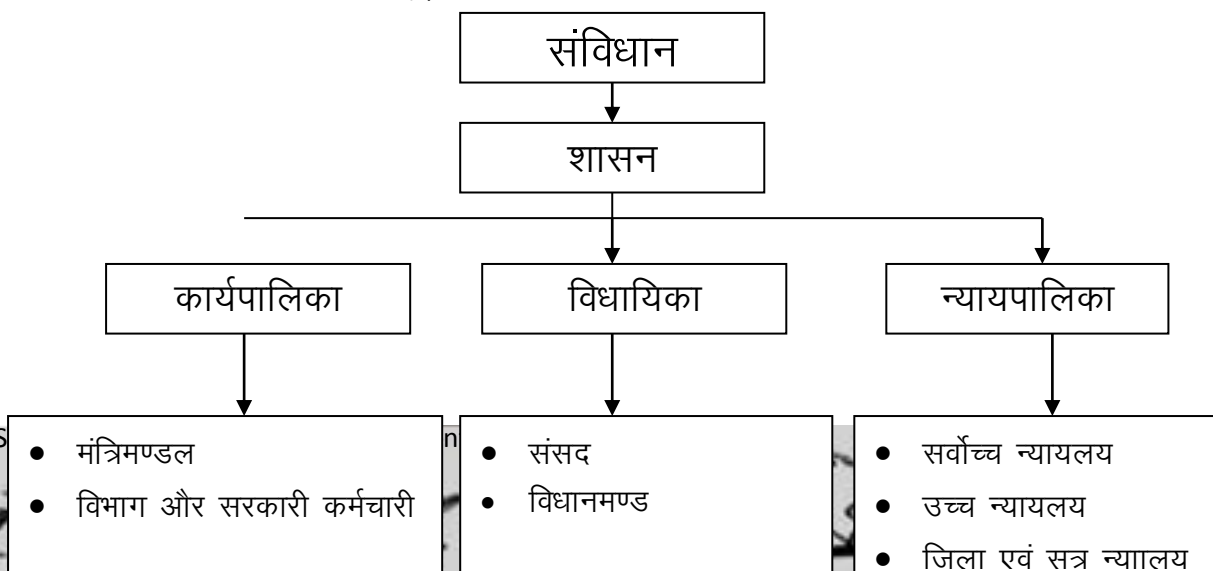 संविधान
शासन
कार्यपालिका
विधायिका
न्यायपालिका
• मंत्रिमण्डल
• विभाग और सरकारी कर्मचारी
• संसद
• विधानमण्ड
• सर्वोच्च न्यायलय
• उच्च न्यायलय
• जिला एवं सत्र न्याालय